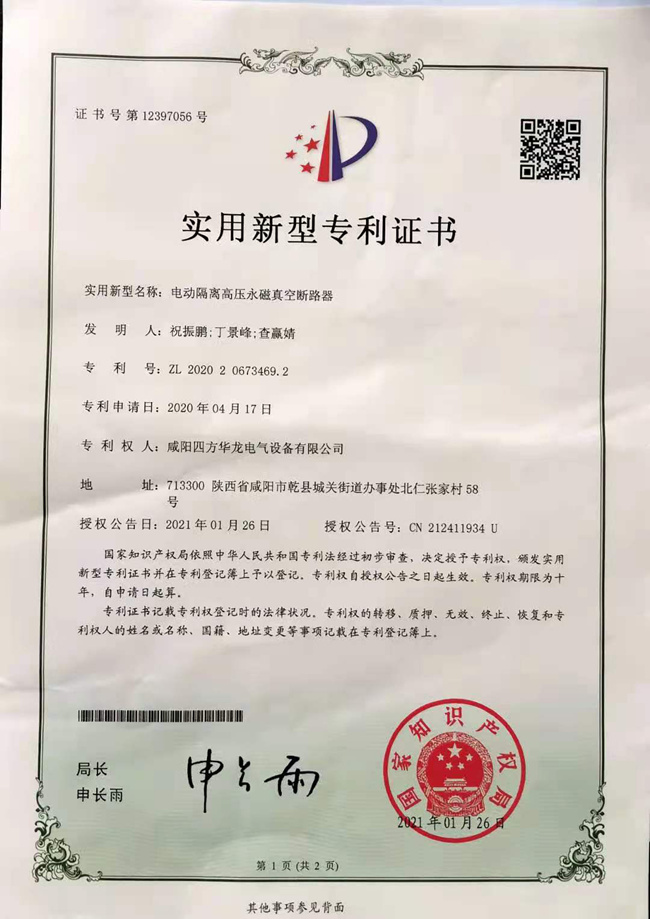 证书号第12397056号
实用新型专利证书
实用新型名称：电动隔离高压永磁真空断路器
发 明 人：祝振鹏;丁景峰;查赢婧
专 利 号：ZL 2020 2 0673469.2
专利申请日：2020年04月17日
专 利 权 人：咸阳四方华龙电气设备有限公司
地 址：713300 陕西省咸阳市乾县城关街道办事处北仁张家村58
号
授权公告日：2021年01月26日 授权公告号：CN 212411934 U
国家知识产权局依照中华人民共和国专利法经过初步审查，决定授予专利权，颁发实用
新型专利证书并在专利登记簿上予以登记。专利权自授权公告之日起生效。专利权期限为十
年，自申请日起算。
专利证书记载专利权登记时的法律状况。专利权的转移、质押、无效、终止、恢复和专
利权人的姓名或名称、国籍、地址变更等事项记载在专利登记簿上。
局长
申长雨
申长雨
国家知识产权局
2021年01月26日
第 1 页 (共 2 页)
其他事项参见背面